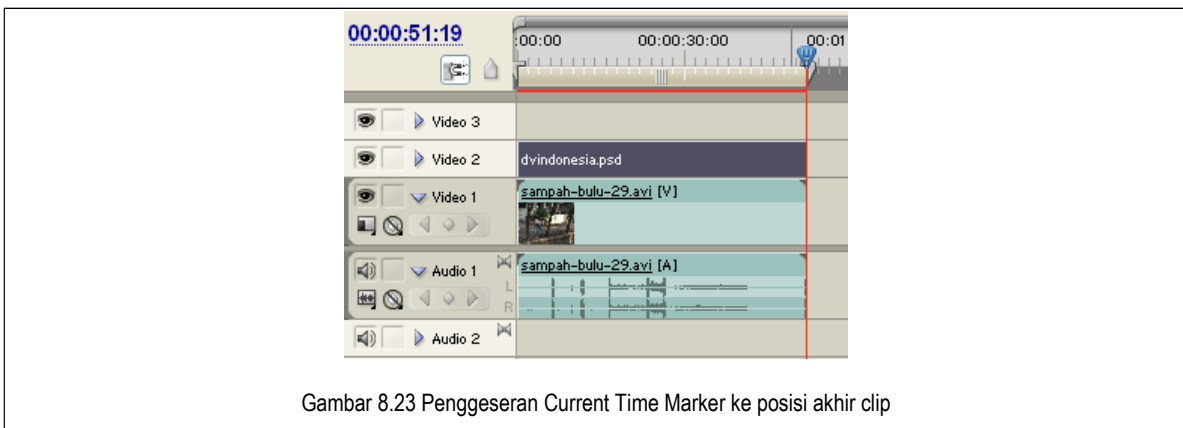 00:00:51:19
:00:00 00:00:30:00 00:01
Video 3
Video 2 dvindonesia.psd
Video 1 sampah-bulu-29.avi [V]
Audio 1 sampah-bulu-29.avi [A]
L
R
Audio 2
Gambar 8.23 Penggeseran Current Time Marker ke posisi akhir clip